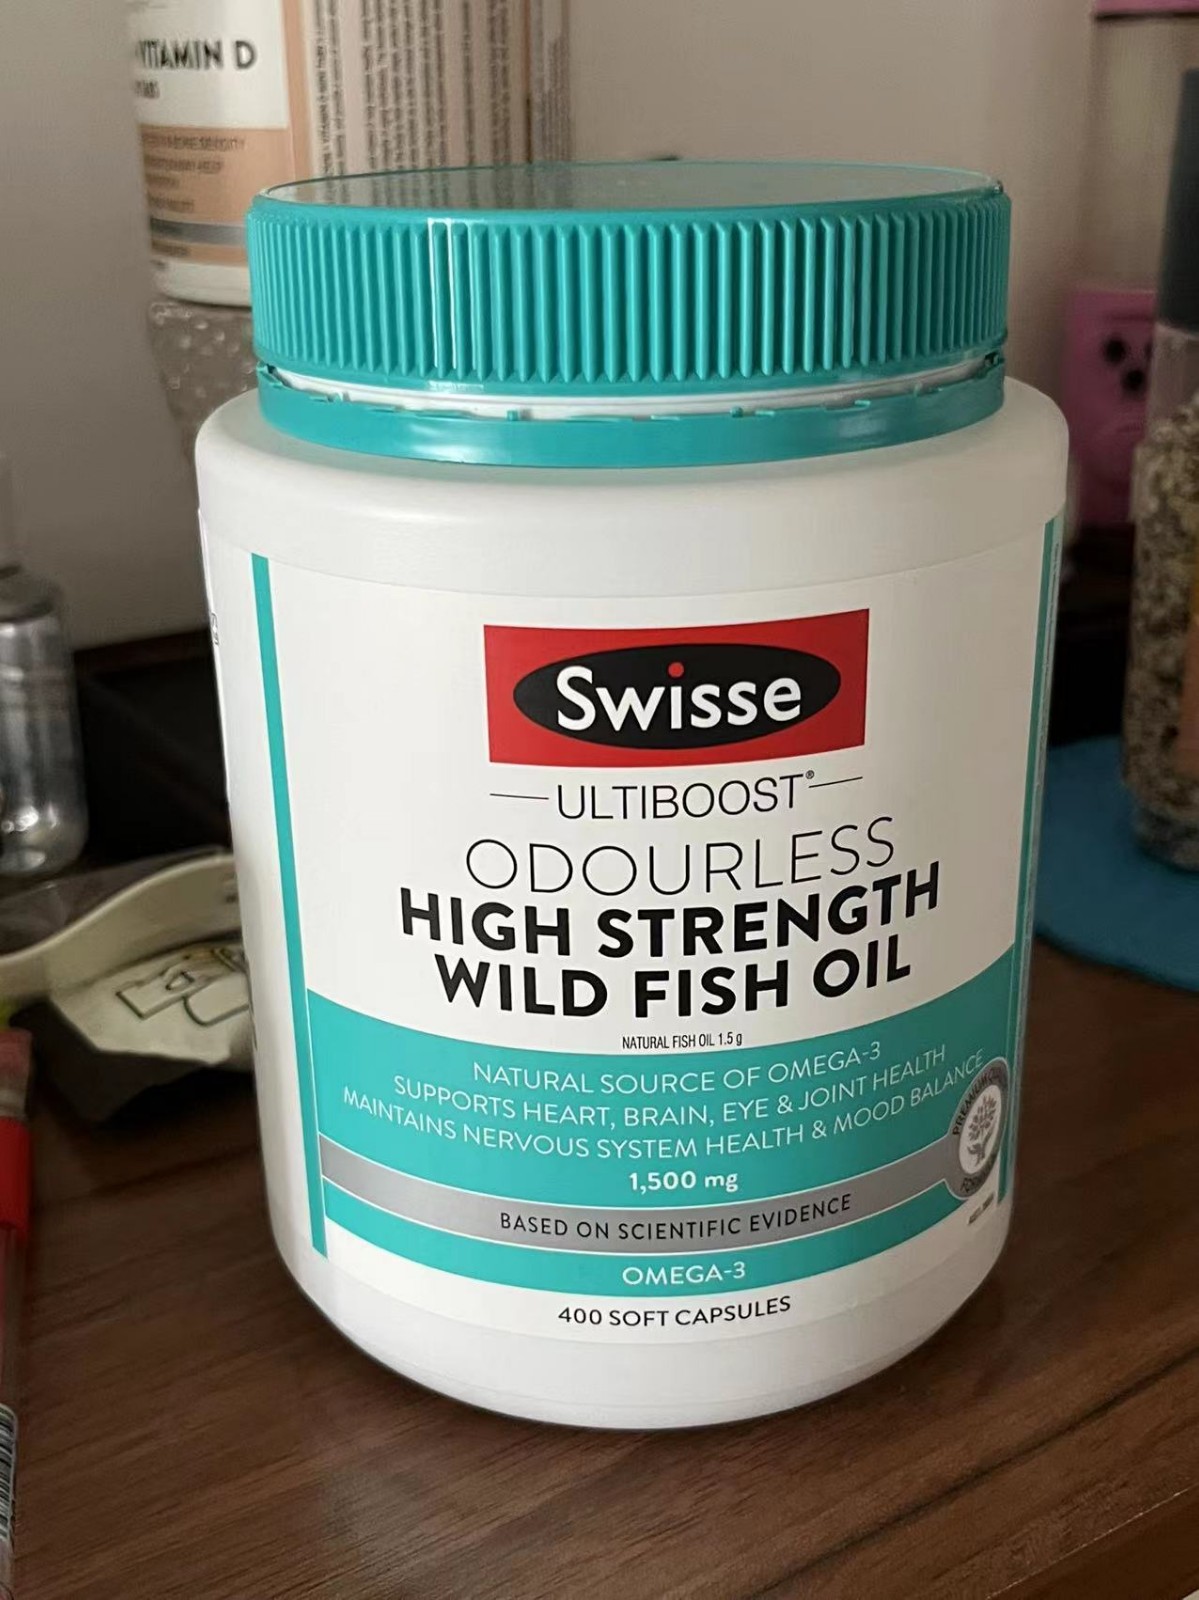 VITAMIN D
Swisse
ULTIBOOST®
ODOURLESS
HIGH STRENGTH
WILD FISH OIL
NATURAL FISH OIL 1.5 g
NATURAL SOURCE OF OMEGA-3
SUPPORTS HEART, BRAIN, EYE & JOINT HEALTH
MAINTAINS NERVOUS SYSTEM HEALTH & MOOD BALANCE
1,500 mg
PREMIUM
BASED ON SCIENTIFIC EVIDENCE
OMEGA-3
400 SOFT CAPSULES